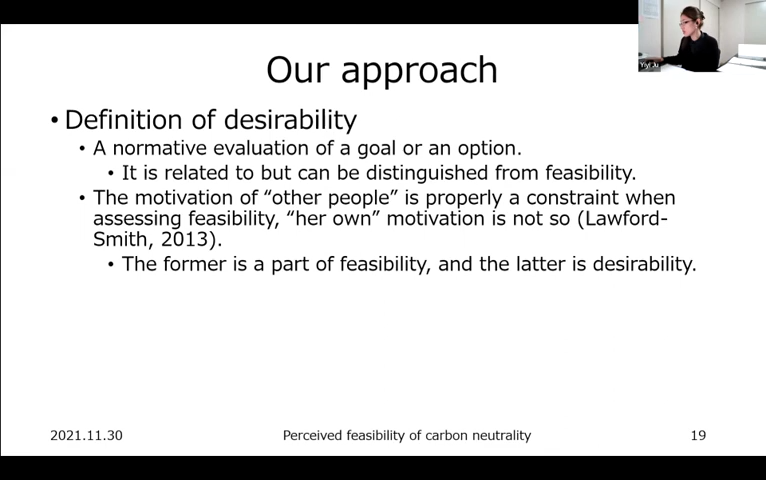 Our approach
• Definition of desirability
• A normative evaluation of a goal or an option.
• It is related to but can be distinguished from feasibility.
• The motivation of “other people” is properly a constraint when
assessing feasibility, “her own” motivation is not so (Lawford-
Smith, 2013).
• The former is a part of feasibility, and the latter is desirability.
2021.11.30
Perceived feasibility of carbon neutrality
19
Yiyi Ju